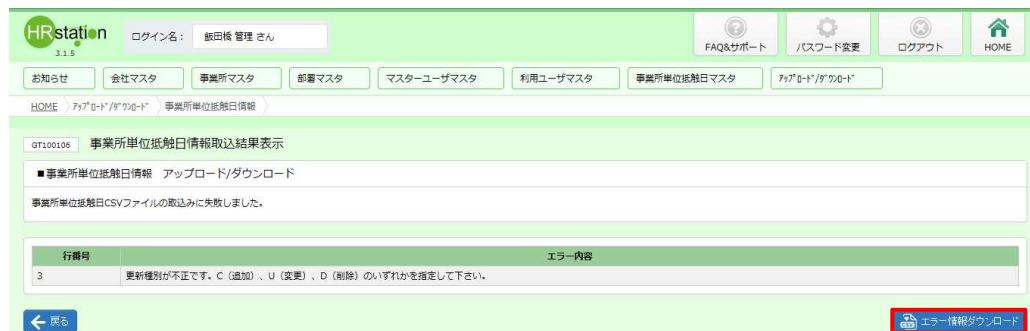 HRstation
3.1.5
ログイン名： 飯田橋 管理 さん
FAQ&サポート
パスワード変更
ログアウト
HOME
お知らせ
会社マスタ
事業所マスタ
部署マスタ
マスターユーザマスタ
利用ユーザマスタ
事業所単位抵触日マスタ
ｱｯﾌﾟﾛｰﾄﾞ/ﾀﾞｳﾝﾛｰﾄﾞ
HOME ｱｯﾌﾟﾛｰﾄﾞ/ﾀﾞｳﾝﾛｰﾄﾞ 事業所単位抵触日情報
GT100106 事業所単位抵触日情報取込結果表示
■事業所単位抵触日情報 アップロード/ダウンロード
事業所単位抵触日CSVファイルの取込みに失敗しました。
行番号 エラー内容
3 更新種別が不正です。C（追加）、U（変更）、D（削除）のいずれかを指定して下さい。
戻る
CSV エラー情報ダウンロード